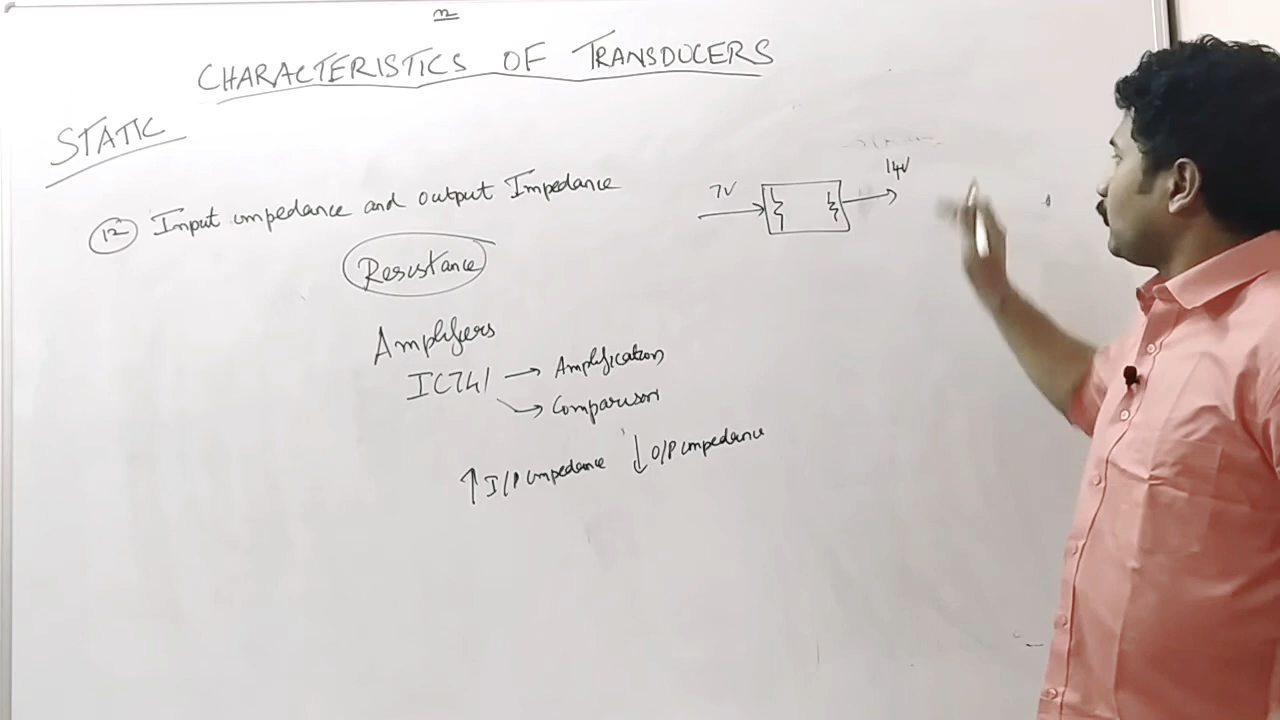 CHARACTERISTICS OF TRANSDUCERS
STATIC
12 Input impedance and output Impedance
7V
14V
Resistance
Amplifiers
IC741 → Amplification
→ Comparison
↑ I/P impedance ↓ O/P impedance